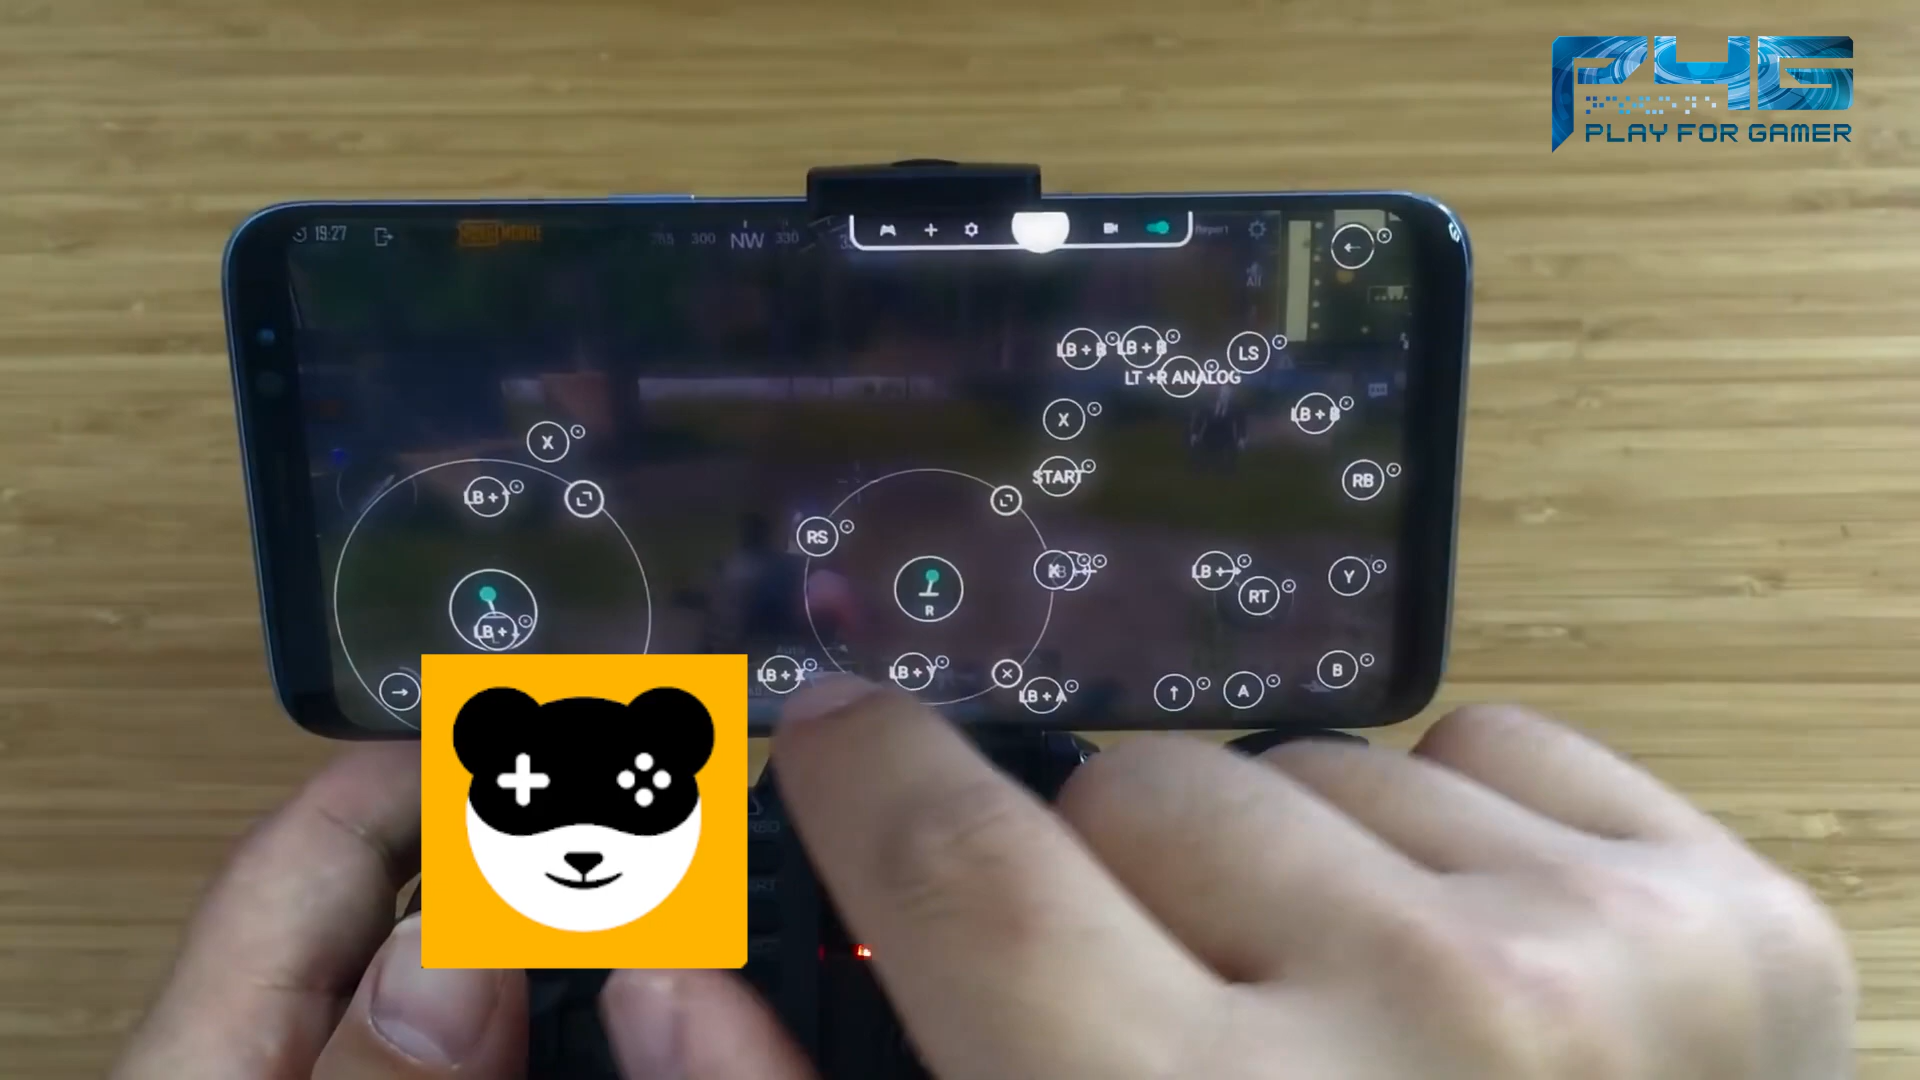 PLAY FOR GAMER
19:27
300
NW
330
LB + B
LB + B
LS
LT +R ANALOG
LB + B
X
X
START
RB
LB + ↑
RS
X
LB + →
RT
Y
R
LB + ↓
LB + X
LB + Y
LB + A
B
A